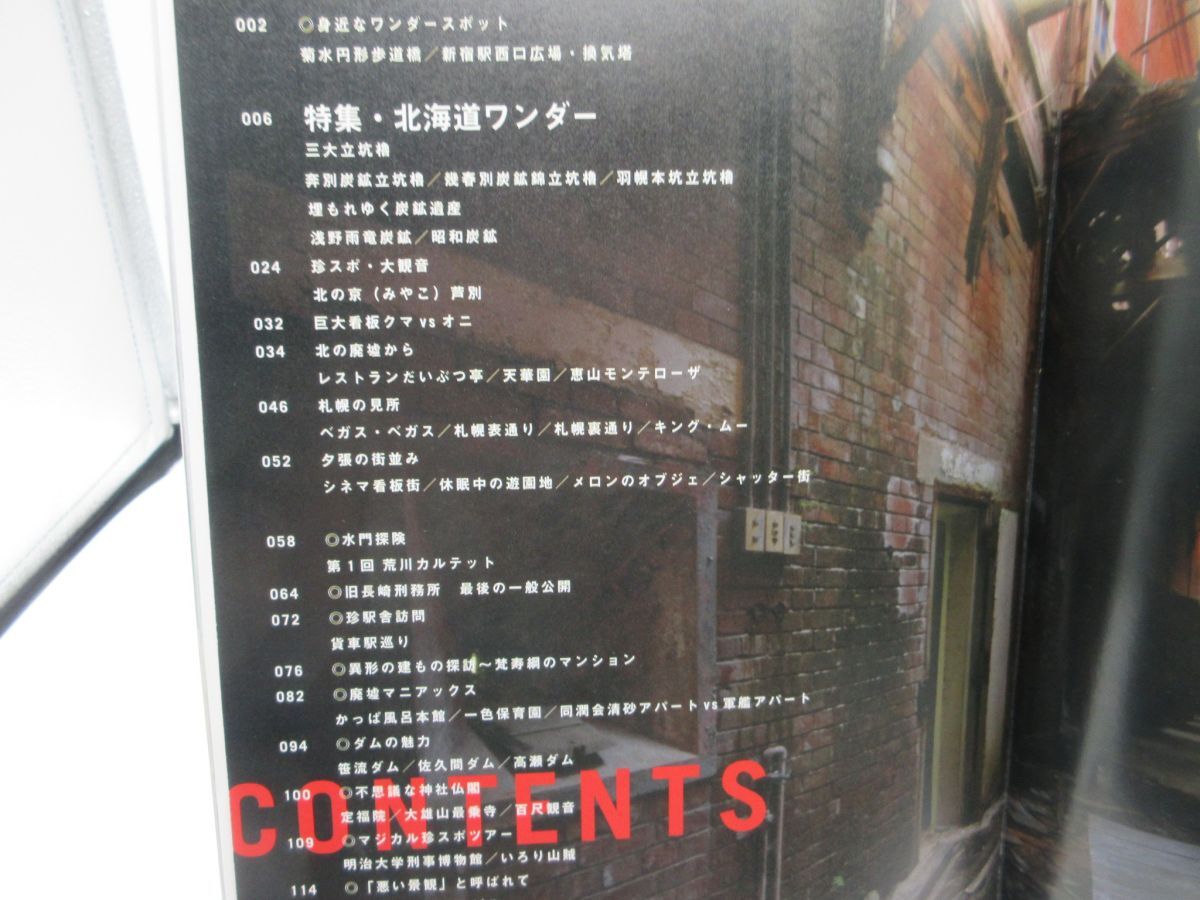 002 ◎身近なワンダースポット
菊水円形歩道橋／新宿駅西口広場・換気塔
006 特集・北海道ワンダー
三大立坑櫓
奔別炭鉱立坑櫓／幾春別炭鉱錦立坑櫓／羽幌本坑立坑櫓
埋もれゆく炭鉱遺産
浅野雨竜炭鉱／昭和炭鉱
024 珍スポ・大観音
北の京（みやこ）芦別
032 巨大看板クマvsオニ
034 北の廃墟から
レストランだいぶつ亭／天華園／恵山モンテローザ
046 札幌の見所
ベガス・ベガス／札幌表通り／札幌裏通り／キング・ムー
052 夕張の街並み
シネマ看板街／休眠中の遊園地／メロンのオブジェ／シャッター街
058 ◎水門探険
第1回 荒川カルテット
064 ◎旧長崎刑務所　最後の一般公開
072 ◎珍駅舎訪問
貨車駅巡り
076 ◎異形の建もの探訪〜梵寿綱のマンション
082 ◎廃墟マニアックス
かっぱ風呂本館／一色保育園／同潤会清砂アパートvs軍艦アパート
094 ◎ダムの魅力
笹流ダム／佐久間ダム／高瀬ダム
100 ◎不思議な神社仏閣
定福院／大雄山最乗寺／百尺観音
CONTENTS
109 ◎マジカル珍スポツアー
明治大学刑事博物館／いろり山賊
114 ◎「悪い景観」と呼ばれて